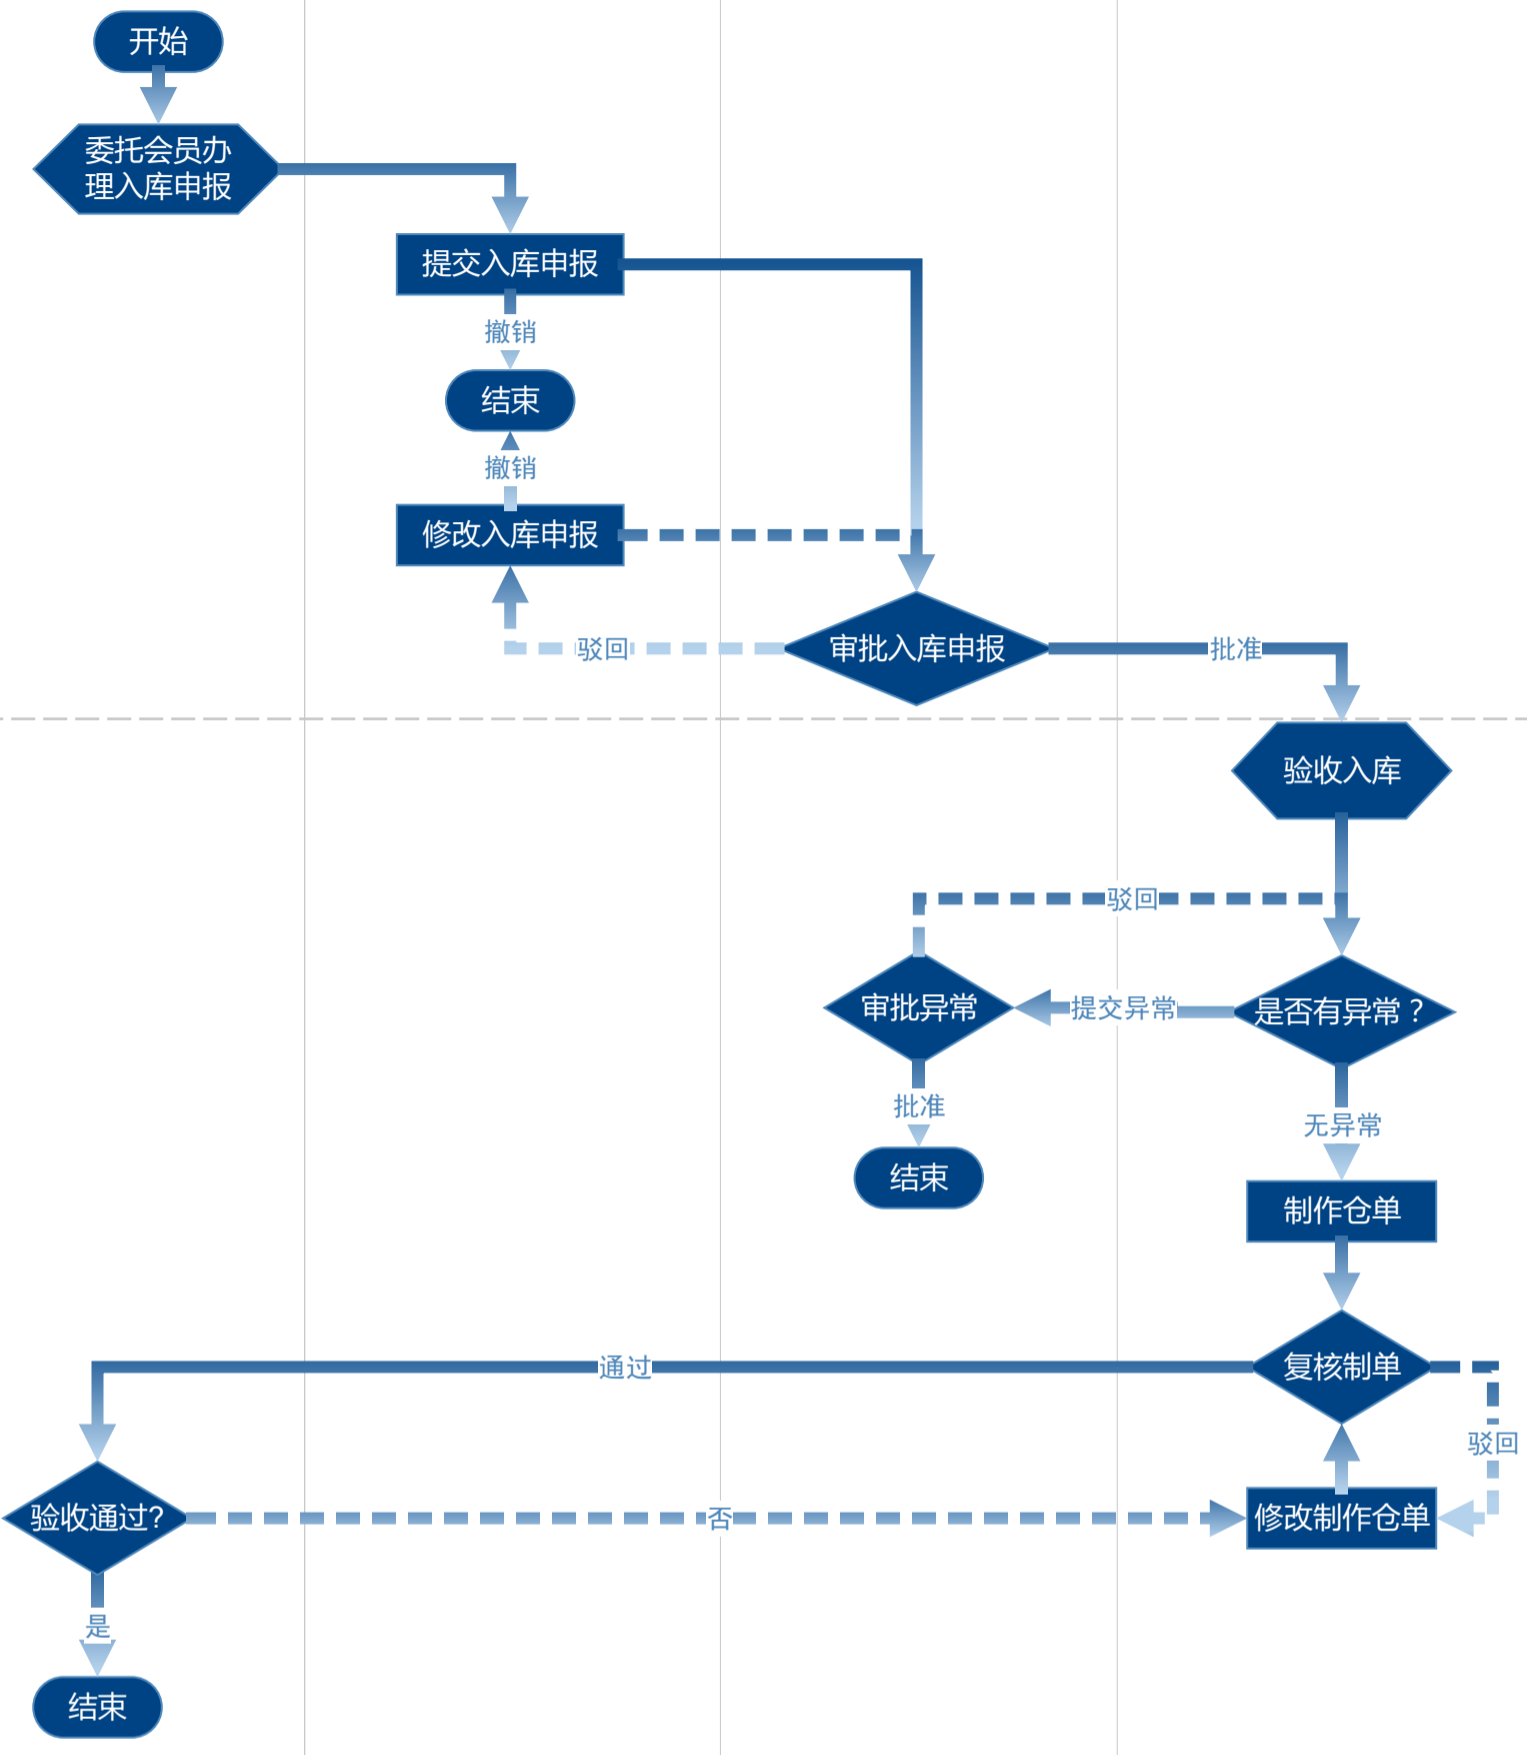 开始
委托会员办
理入库申报
提交入库申报
撤销
结束
撤销
修改入库申报
驳回
审批入库申报
批准
验收入库
驳回
审批异常
提交异常
是否有异常？
批准
无异常
结束
制作仓单
通过
复核制单
驳回
验收通过?
否
修改制作仓单
是
结束